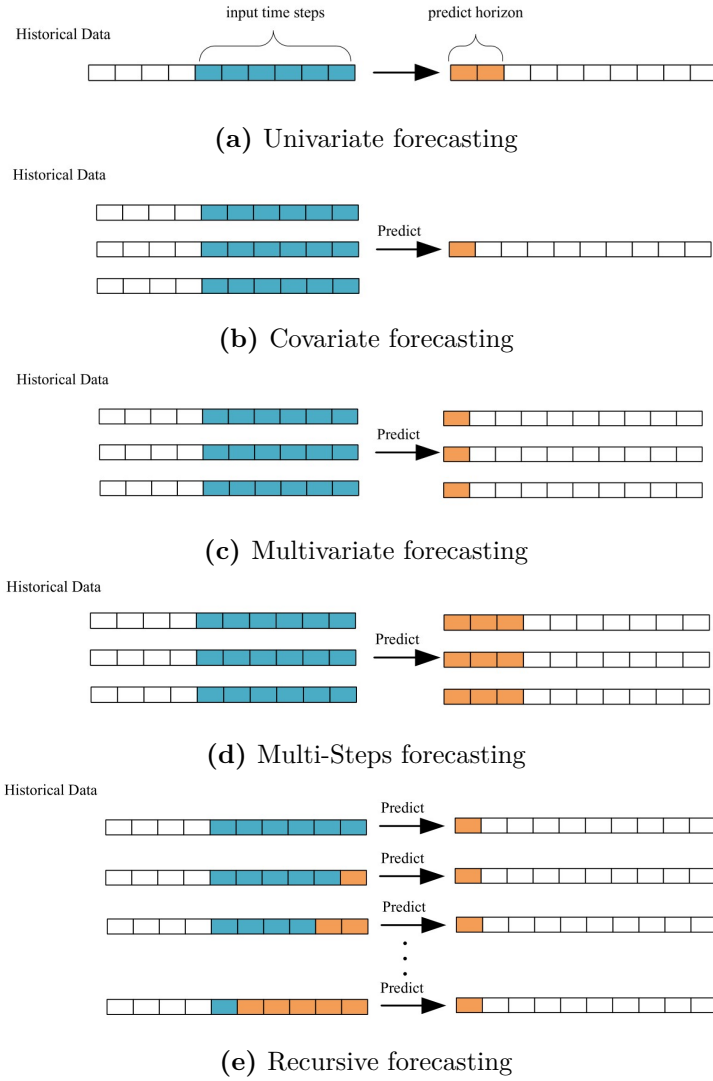 input time steps
predict horizon
Historical Data
(a) Univariate forecasting
Historical Data
Predict
(b) Covariate forecasting
Historical Data
Predict
(c) Multivariate forecasting
Historical Data
Predict
(d) Multi-Steps forecasting
Historical Data
Predict
Predict
Predict
Predict
(e) Recursive forecasting